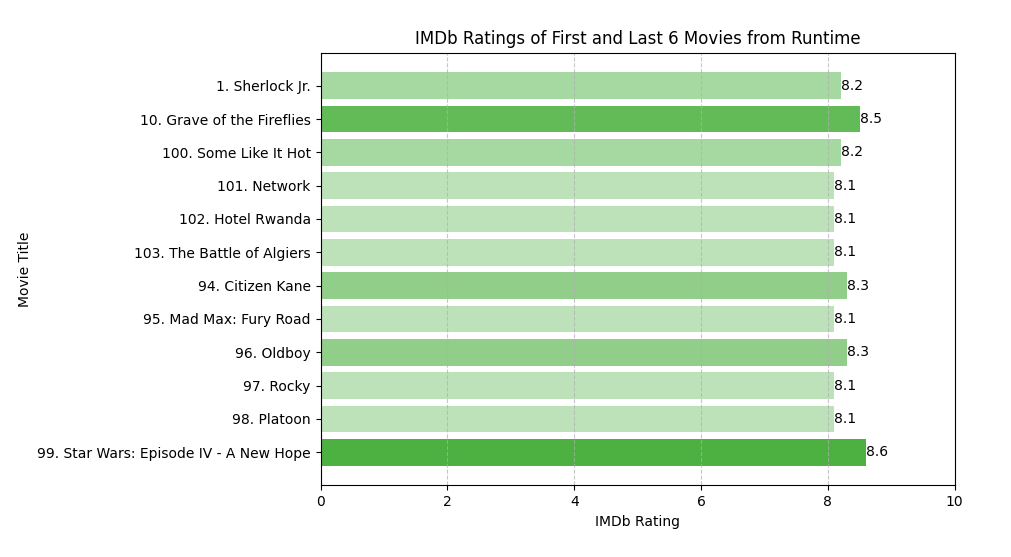 IMDb Ratings of First and Last 6 Movies from Runtime
Movie Title
1. Sherlock Jr.
8.2
10. Grave of the Fireflies
8.5
100. Some Like It Hot
8.2
101. Network
8.1
102. Hotel Rwanda
8.1
103. The Battle of Algiers
8.1
94. Citizen Kane
8.3
95. Mad Max: Fury Road
8.1
96. Oldboy
8.3
97. Rocky
8.1
98. Platoon
8.1
99. Star Wars: Episode IV - A New Hope
8.6
0 2 4 6 8 10
IMDb Rating